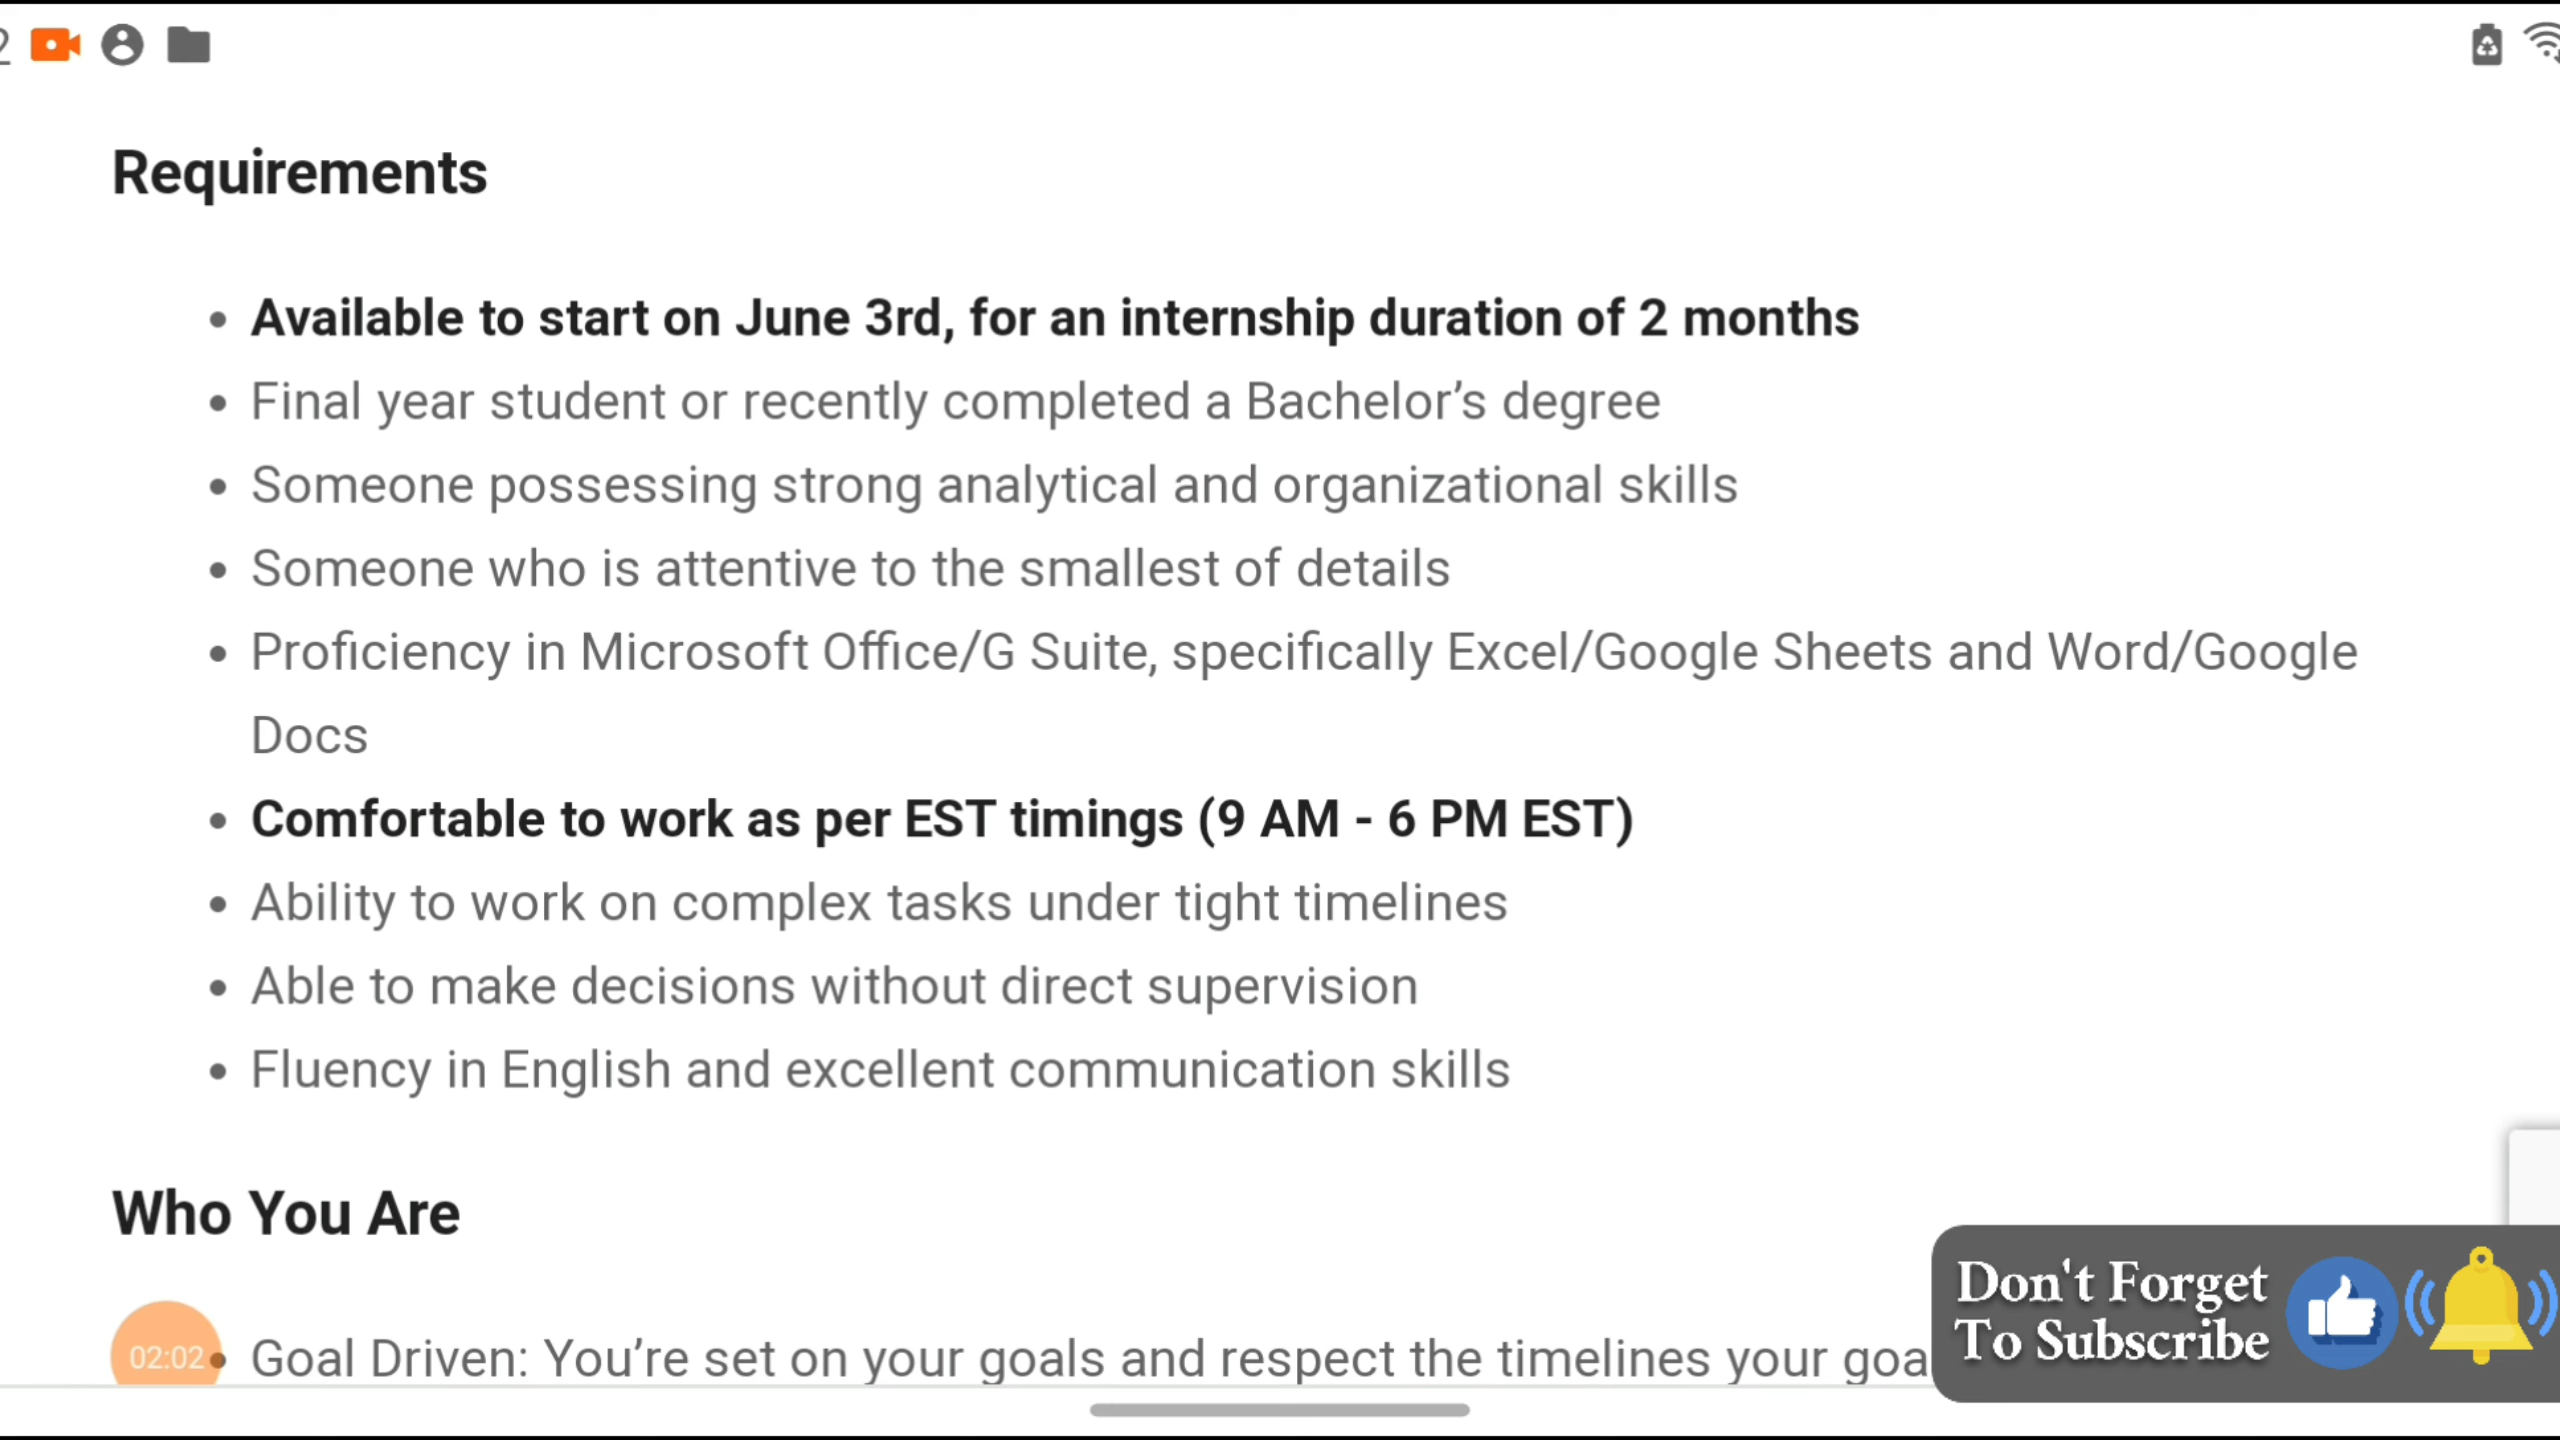 2
Requirements
• Available to start on June 3rd, for an internship duration of 2 months
• Final year student or recently completed a Bachelor’s degree
• Someone possessing strong analytical and organizational skills
• Someone who is attentive to the smallest of details
• Proficiency in Microsoft Office/G Suite, specifically Excel/Google Sheets and Word/Google
Docs
• Comfortable to work as per EST timings (9 AM - 6 PM EST)
• Ability to work on complex tasks under tight timelines
• Able to make decisions without direct supervision
• Fluency in English and excellent communication skills
Who You Are
02:02
• Goal Driven: You’re set on your goals and respect the timelines your goa
Don't Forget
To Subscribe